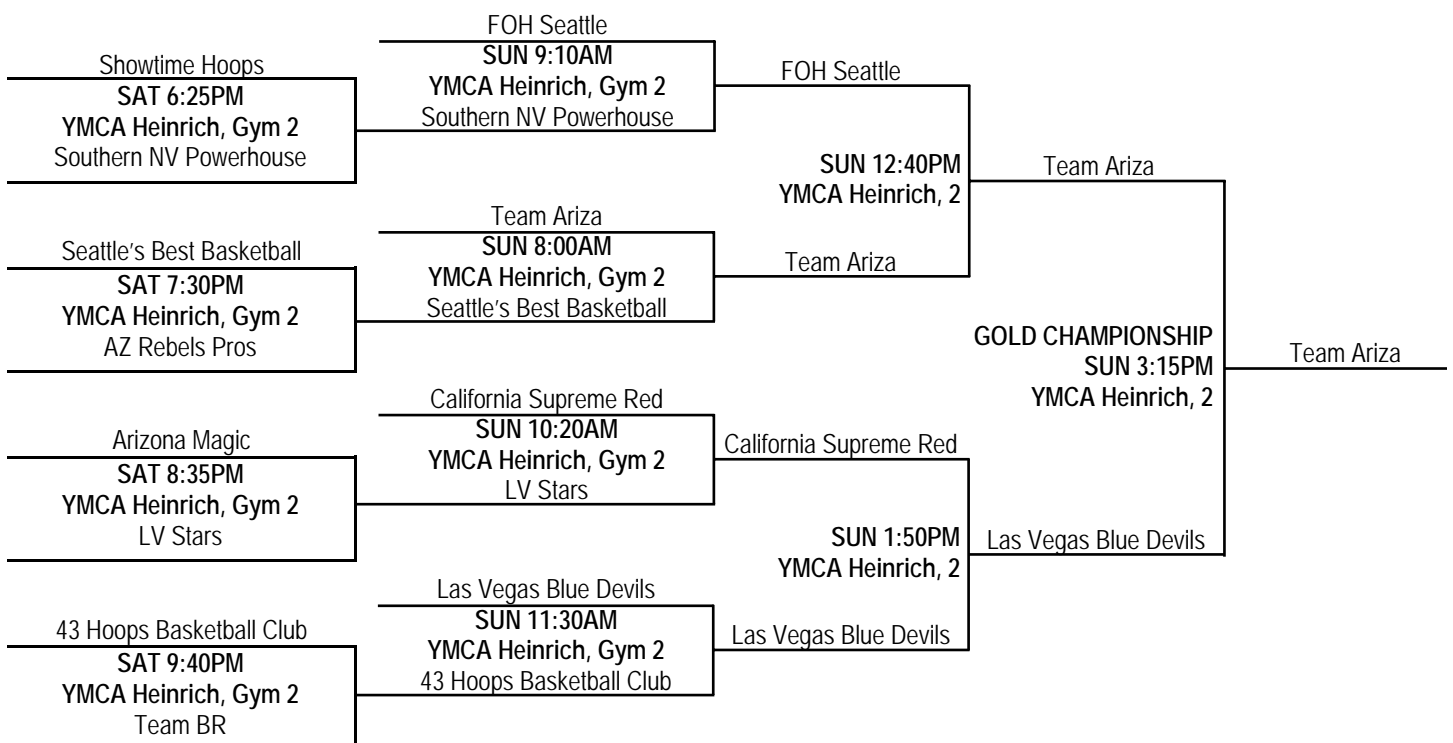 Showtime Hoops
SAT 6:25PM
YMCA Heinrich, Gym 2
Southern NV Powerhouse
Seattle's Best Basketball
SAT 7:30PM
YMCA Heinrich, Gym 2
AZ Rebels Pros
Arizona Magic
SAT 8:35PM
YMCA Heinrich, Gym 2
LV Stars
43 Hoops Basketball Club
SAT 9:40PM
YMCA Heinrich, Gym 2
Team BR
FOH Seattle
SUN 9:10AM
YMCA Heinrich, Gym 2
Southern NV Powerhouse
Team Ariza
SUN 8:00AM
YMCA Heinrich, Gym 2
Seattle's Best Basketball
California Supreme Red
SUN 10:20AM
YMCA Heinrich, Gym 2
LV Stars
Las Vegas Blue Devils
SUN 11:30AM
YMCA Heinrich, Gym 2
43 Hoops Basketball Club
FOH Seattle
SUN 12:40PM
YMCA Heinrich, 2
Team Ariza
California Supreme Red
SUN 1:50PM
YMCA Heinrich, 2
Las Vegas Blue Devils
Team Ariza
GOLD CHAMPIONSHIP
SUN 3:15PM
YMCA Heinrich, 2
Las Vegas Blue Devils
Team Ariza